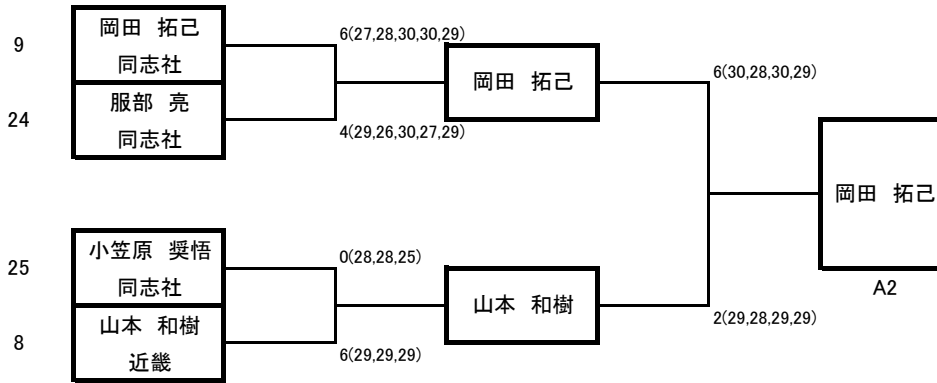 9
岡田 拓己
同志社
6(27,28,30,30,29)
24
服部 亮
同志社
4(29,26,30,27,29)
岡田 拓己
6(30,28,30,29)
岡田 拓己
A2
25
小笠原 奨悟
同志社
0(28,28,25)
8
山本 和樹
近畿
6(29,29,29)
山本 和樹
2(29,28,29,29)